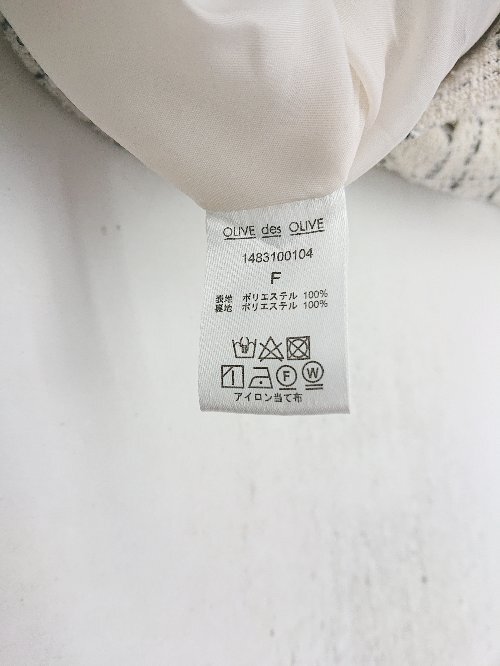 OLIVE des OLIVE
1483100104
F
表地 ポリエステル 100%
裏地 ポリエステル 100%
F W
アイロン当て布